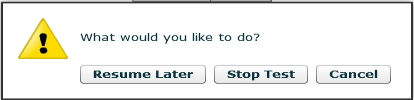 What would you like to do?
Resume Later Stop Test Cancel